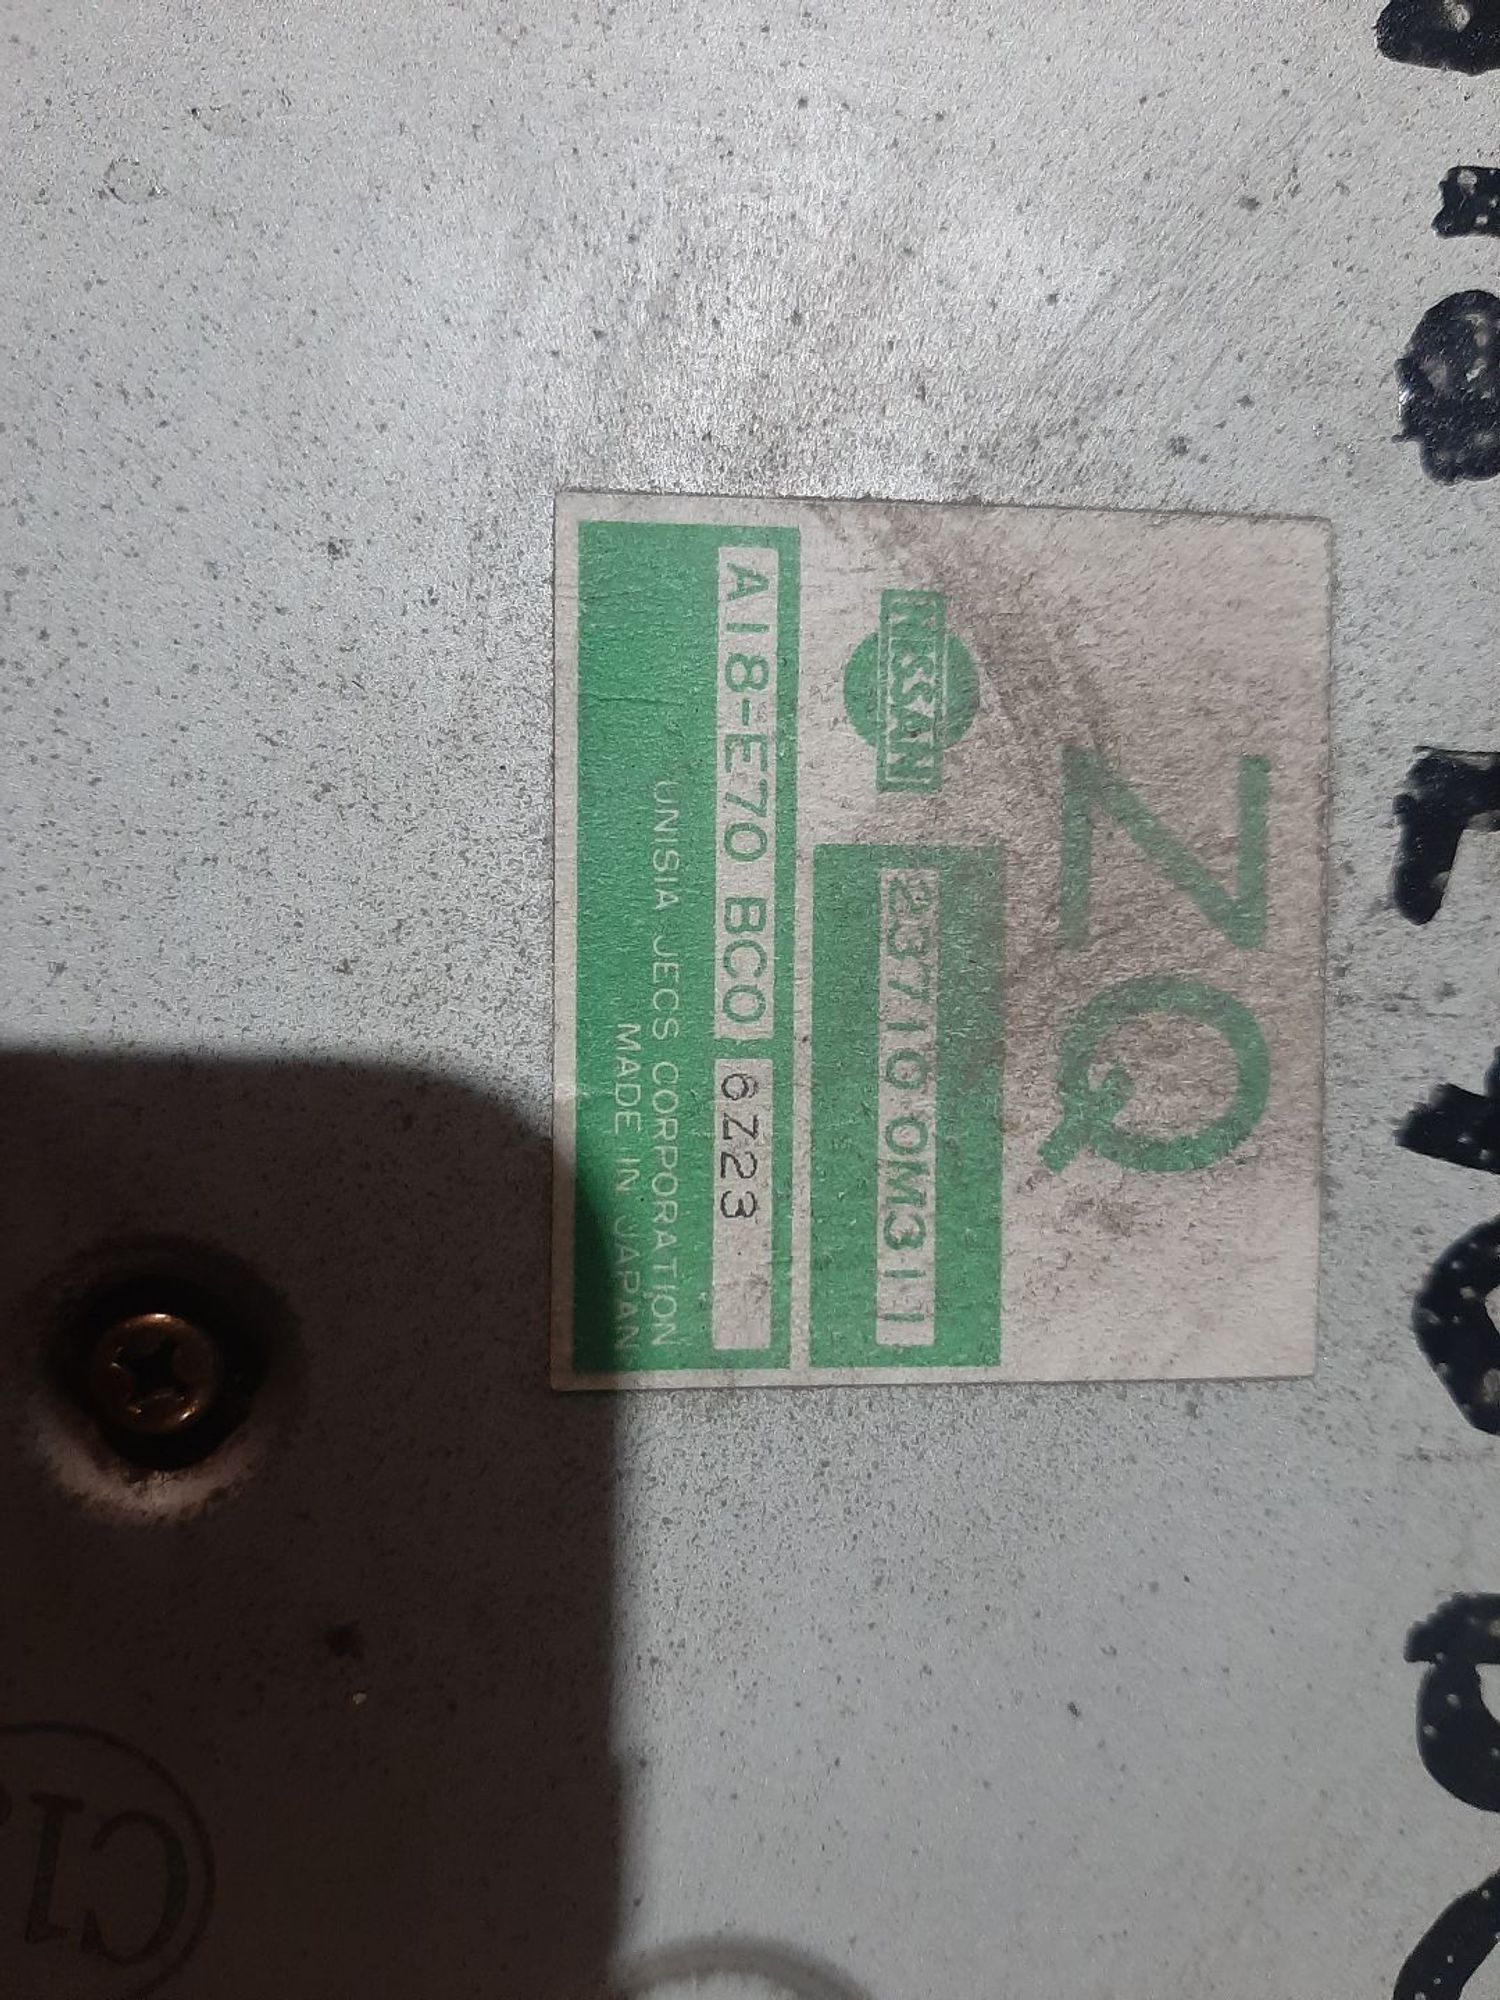 ZQ
NISSAN
23710 0M311
A18-E70 BC0 6Z23
UNISIA JECS CORPORATION
MADE IN JAPAN